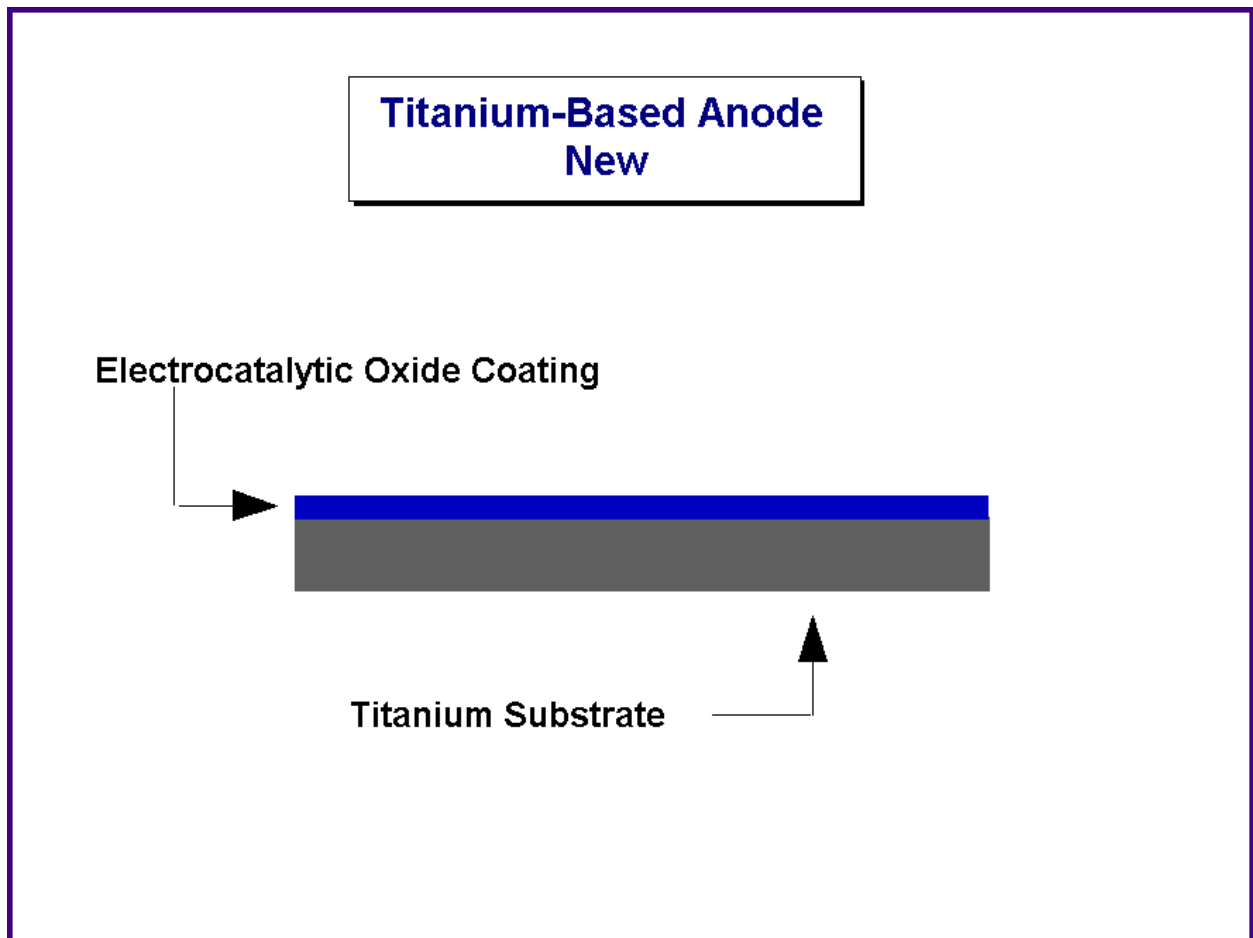 Titanium-Based Anode
New
Electrocatalytic Oxide Coating
Titanium Substrate